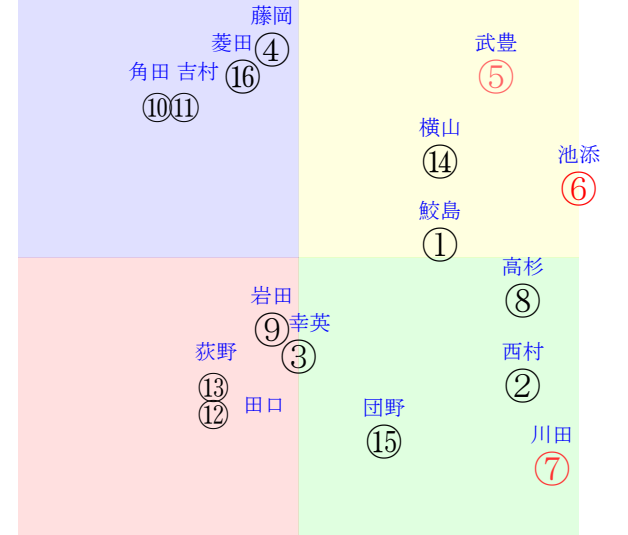 藤岡
④
菱田
⑯
武豊
⑤
角田 吉村
⑩⑪
横山
⑭
池添
⑥
鮫島
①
高杉
⑧
岩田
⑨
幸英
③
荻野
⑬
⑫
田口
西村
②
団野
⑮
川田
⑦